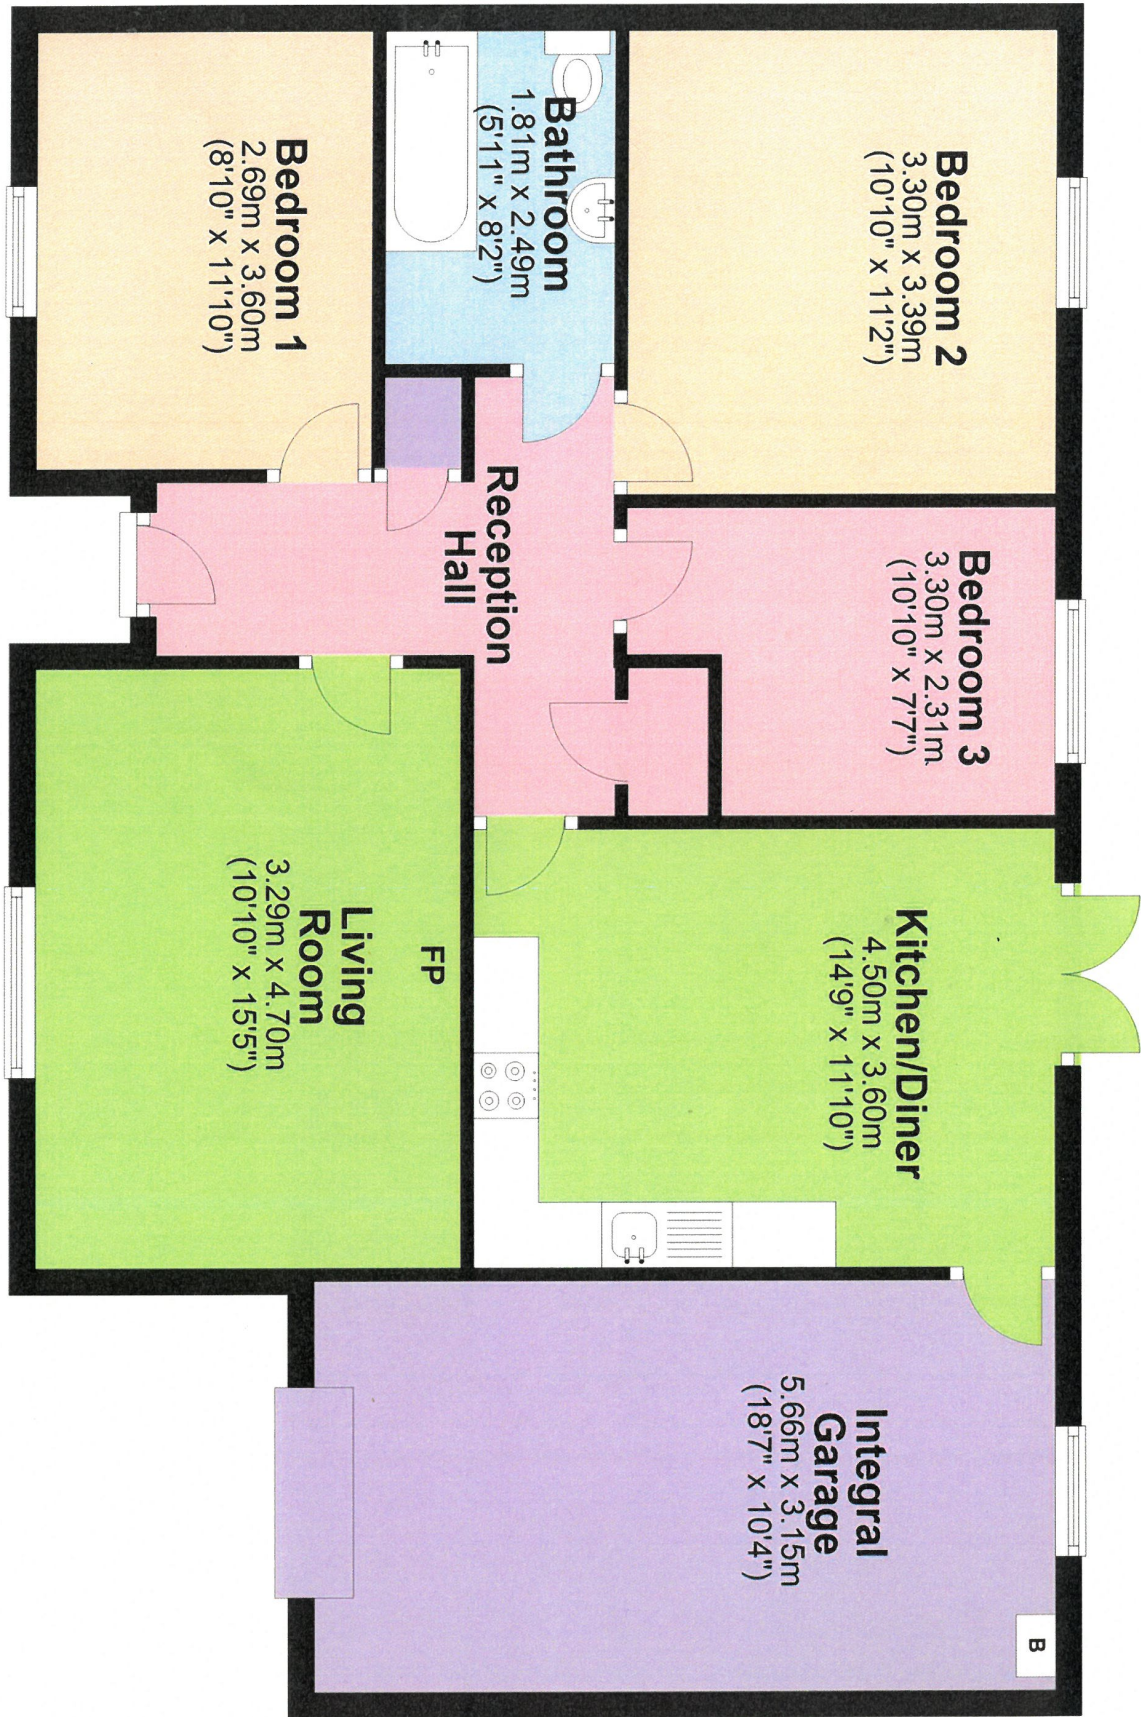 Bedroom 2
3.30m x 3.39m
(10'10" x 11'2")
Bedroom 3
3.30m x 2.31m
(10'10" x 7'7")
Kitchen/Diner
4.50m x 3.60m
(14'9" x 11'10")
Integral
Garage
5.66m x 3.15m
(18'7" x 10'4")
B
Bathroom
1.81m x 2.49m
(5'11" x 8'2")
Reception
Hall
Bedroom 1
2.69m x 3.60m
(8'10" x 11'10")
FP
Living
Room
3.29m x 4.70m
(10'10" x 15'5")